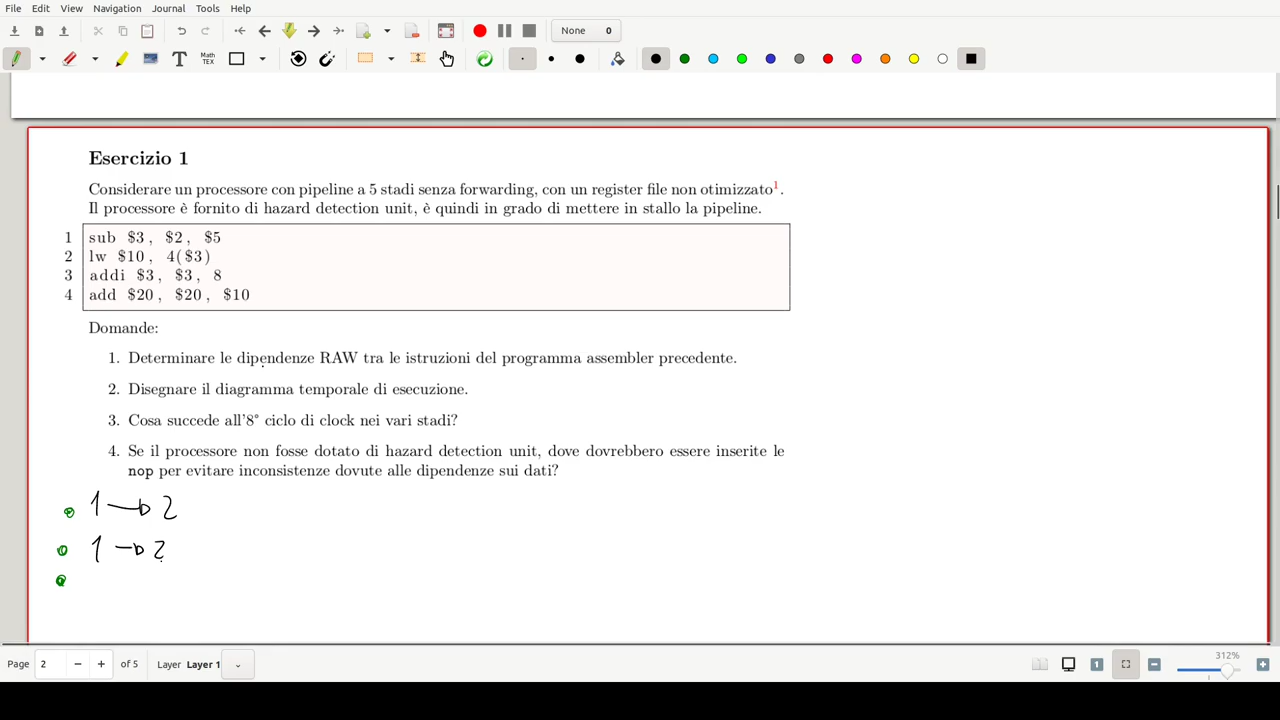 File Edit View Navigation Journal Tools Help
None 0
Math TEX
Esercizio 1
Considerare un processore con pipeline a 5 stadi senza forwarding, con un register file non otimizzato1.
Il processore è fornito di hazard detection unit, è quindi in grado di mettere in stallo la pipeline.
1 sub $3, $2, $5
2 lw $10, 4($3)
3 addi $3, $3, 8
4 add $20, $20, $10
Domande:
1. Determinare le dipendenze RAW tra le istruzioni del programma assembler precedente.
2. Disegnare il diagramma temporale di esecuzione.
3. Cosa succede all'8° ciclo di clock nei vari stadi?
4. Se il processore non fosse dotato di hazard detection unit, dove dovrebbero essere inserite le
nop per evitare inconsistenze dovute alle dipendenze sui dati?
1 → 2
1 → 2
Page 2 of 5 Layer Layer 1 1 312%